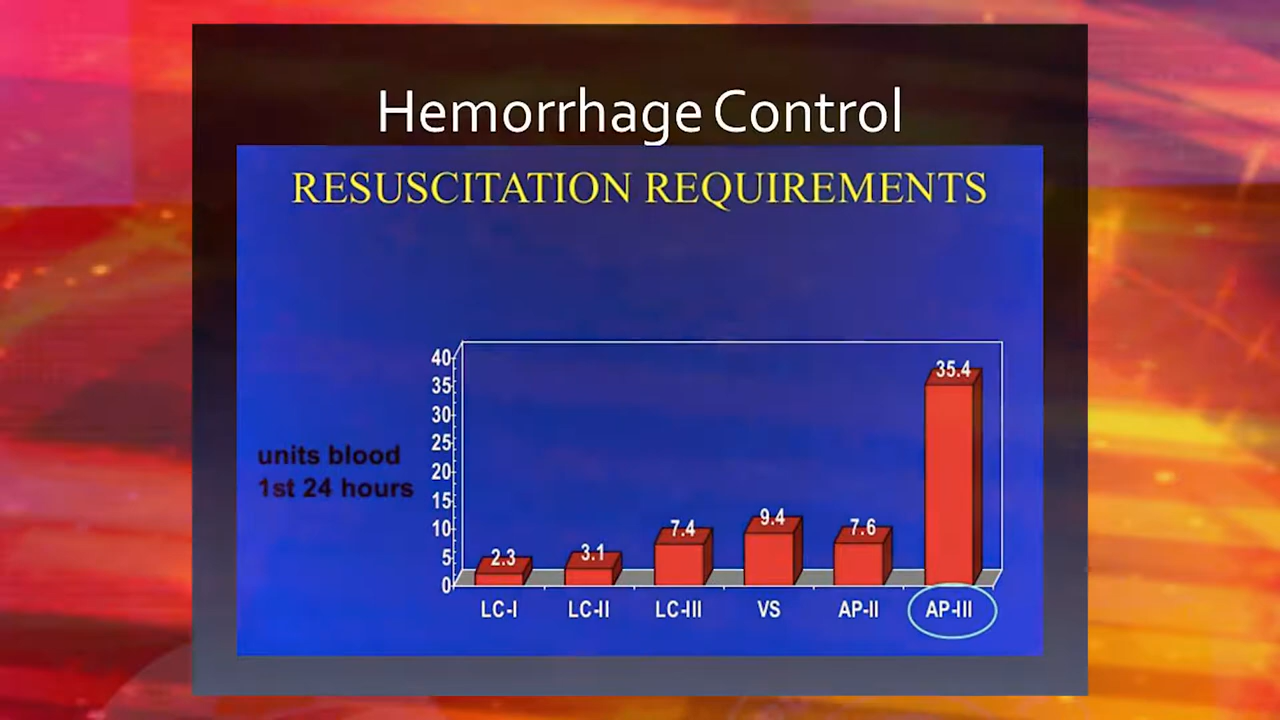 Hemorrhage Control
RESUSCITATION REQUIREMENTS
units blood
1st 24 hours
40
35
30
25
20
15
10
5
0
2.3
3.1
7.4
9.4
7.6
35.4
LC-I
LC-II
LC-III
VS
AP-II
AP-III